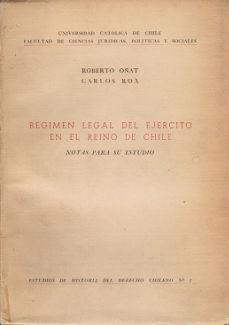 UNIVERSIDAD CATOLICA DE CHILE
FACULTAD DE CIENCIAS JURIDICAS, POLITICAS Y SOCIALES
ROBERTO OÑAT
CARLOS ROA
REGIMEN LEGAL DEL EJERCITO
EN EL REINO DE CHILE
NOTAS PARA SU ESTUDIO
ESTUDIOS DE HISTORIA DEL DERECHO CHILENO Nº